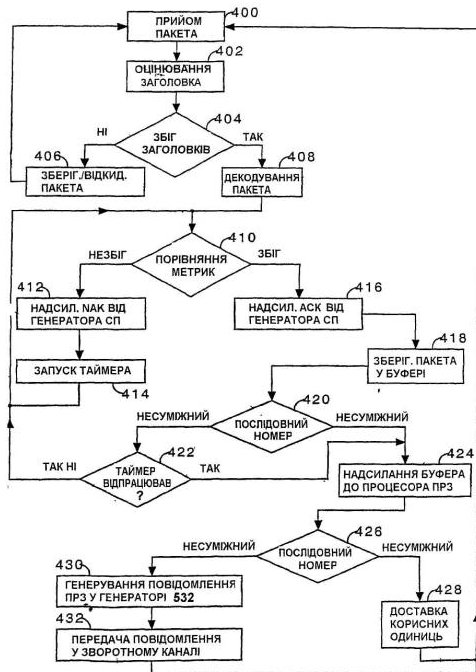 ПРИЙОМ
ПАКЕТА
400
ОЦІНЮВАННЯ
ЗАГОЛОВКА
402
ЗБІГ
ЗАГОЛОВКІВ
404
НІ
ТАК
406
ЗБЕРІГ./ВІДКИД.
ПАКЕТА
408
ДЕКОДУВАННЯ
ПАКЕТА
ПОРІВНЯННЯ
МЕТРИК
410
НЕЗБІГ
ЗБІГ
412
НАДСИЛ. NAK ВІД
ГЕНЕРАТОРА СП
НАДСИЛ. АСК ВІД
ГЕНЕРАТОРА СП
416
ЗАПУСК ТАЙМЕРА
414
418
ЗБЕРІГ. ПАКЕТА
У БУФЕРІ
420
ПОСЛІДОВНИЙ
НОМЕР
НЕСУМІЖНИЙ
НЕСУМІЖНИЙ
422
ТАЙМЕР
ВІДПРАЦЮВАВ
?
ТАК НІ
ТАК
424
НАДСИЛАННЯ БУФЕРА
ДО ПРОЦЕСОРА ПРЗ
426
ПОСЛІДОВНИЙ
НОМЕР
НЕСУМІЖНИЙ
НЕСУМІЖНИЙ
430
ГЕНЕРУВАННЯ ПОВІДОМЛЕННЯ
ПРЗ У ГЕНЕРАТОРІ 532
428
ДОСТАВКА
КОРИСНИХ
ОДИНИЦЬ
432
ПЕРЕДАЧА ПОВІДОМЛЕННЯ
У ЗВОРОТНОМУ КАНАЛІ